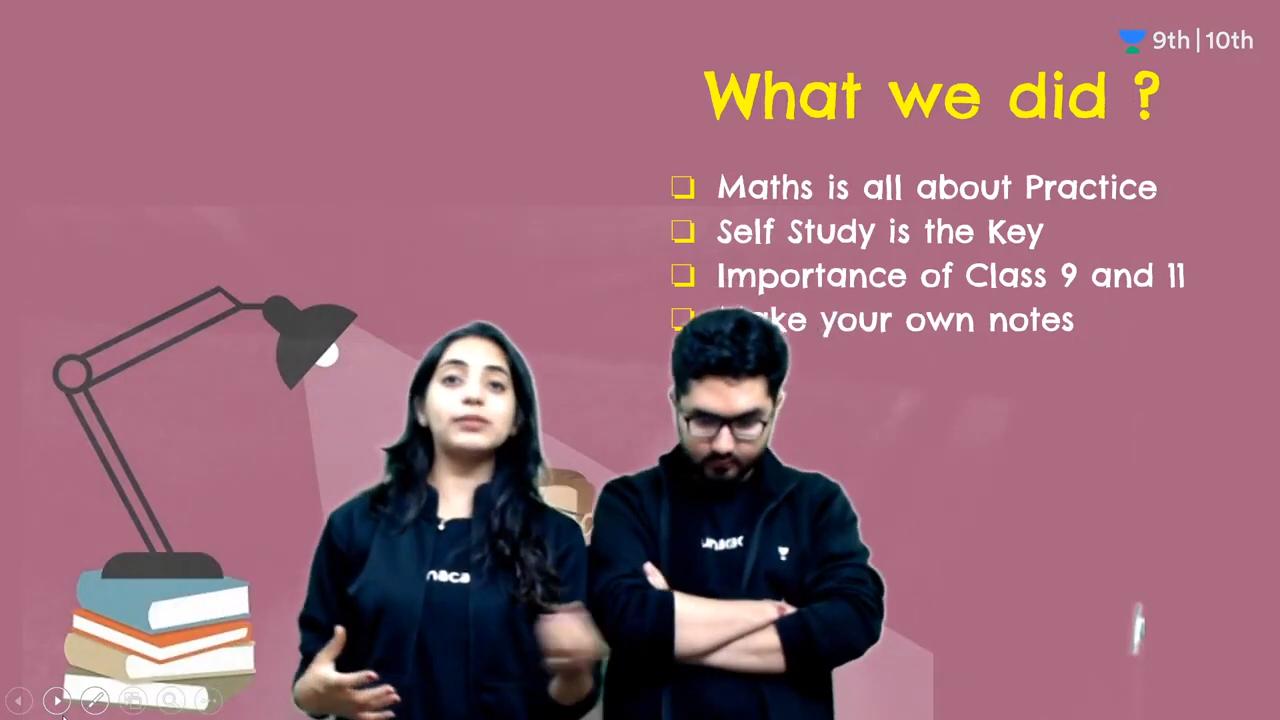 9th | 10th
What we did ?
Maths is all about Practice
Self Study is the Key
Importance of Class 9 and 11
your own notes